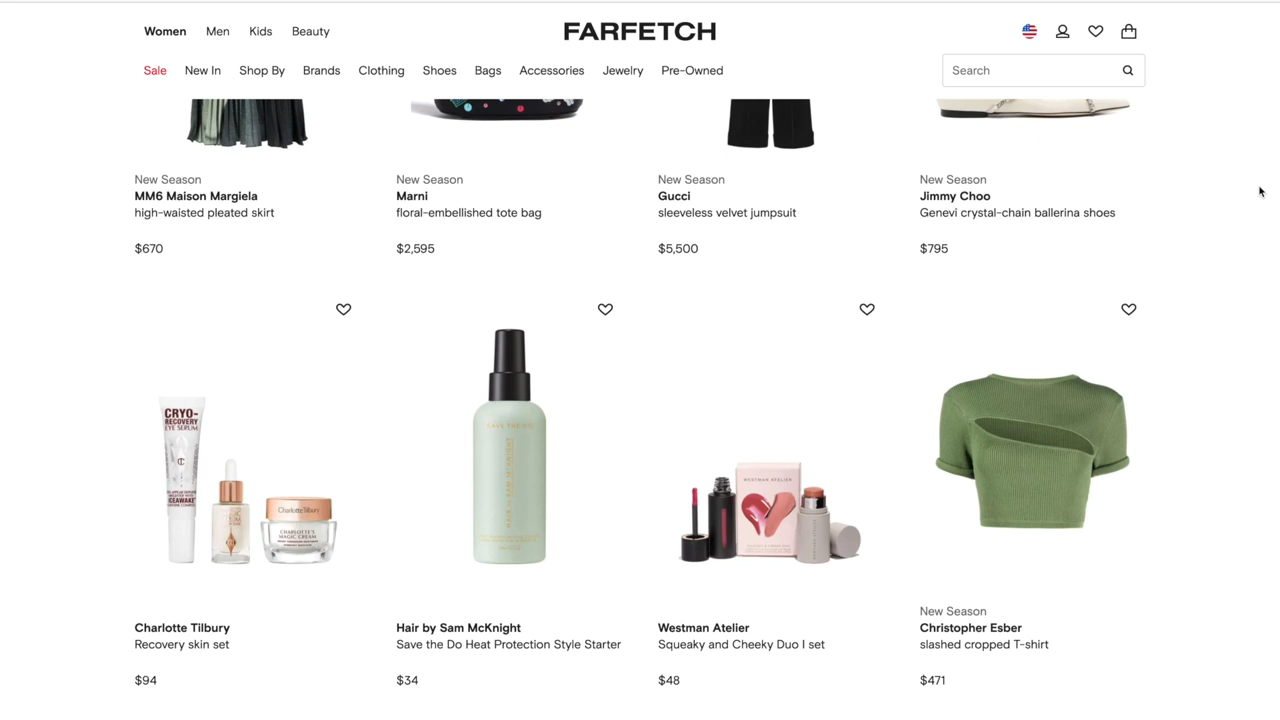 Women Men Kids Beauty
FARFETCH
Sale New In Shop By Brands Clothing Shoes Bags Accessories Jewelry Pre-Owned
Search
New Season New Season New Season New Season
MM6 Maison Margiela Marni Gucci Jimmy Choo
high-waisted pleated skirt floral-embellished tote bag sleeveless velvet jumpsuit Genevi crystal-chain ballerina shoes
$670 $2,595 $5,500 $795
CRYO-
RECOVERY
EYE SERUM
Charlotte Tilbury
CHARLOTTE'S
MAGIC CREAM
HAIR by SAM McKNIGHT
WESTMAN ATELIER
New Season
Charlotte Tilbury Hair by Sam McKnight Westman Atelier Christopher Esber
Recovery skin set Save the Do Heat Protection Style Starter Squeaky and Cheeky Duo I set slashed cropped T-shirt
$94 $34 $48 $471